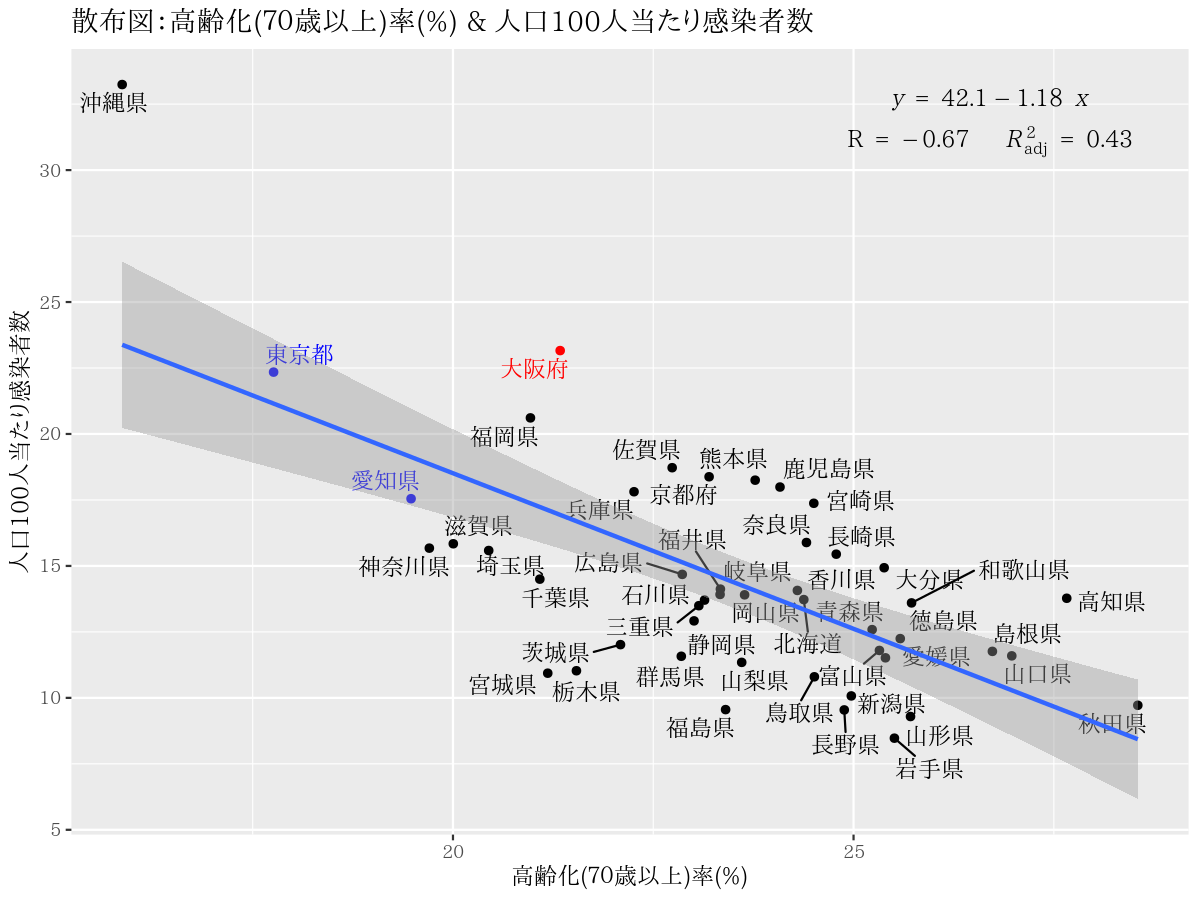 散布図:高齢化(70歳以上)率(%) & 人口100人当たり感染者数
沖縄県
y = 42.1 − 1.18 x
R = −0.67 R²adj = 0.43
30
25
東京都
大阪府
20
福岡県
佐賀県
熊本県
鹿児島県
愛知県
京都府
宮崎県
兵庫県
滋賀県
奈良県
長崎県
福井県
15
神奈川県
埼玉県
広島県
岐阜県
香川県
大分県
和歌山県
千葉県
石川県
岡山県
青森県
徳島県
高知県
三重県
静岡県
北海道
島根県
茨城県
愛媛県
宮城県
栃木県
群馬県
山梨県
富山県
山口県
10
福島県
鳥取県
新潟県
秋田県
長野県
山形県
岩手県
5
20
25
高齢化(70歳以上)率(%)
人口100人当たり感染者数